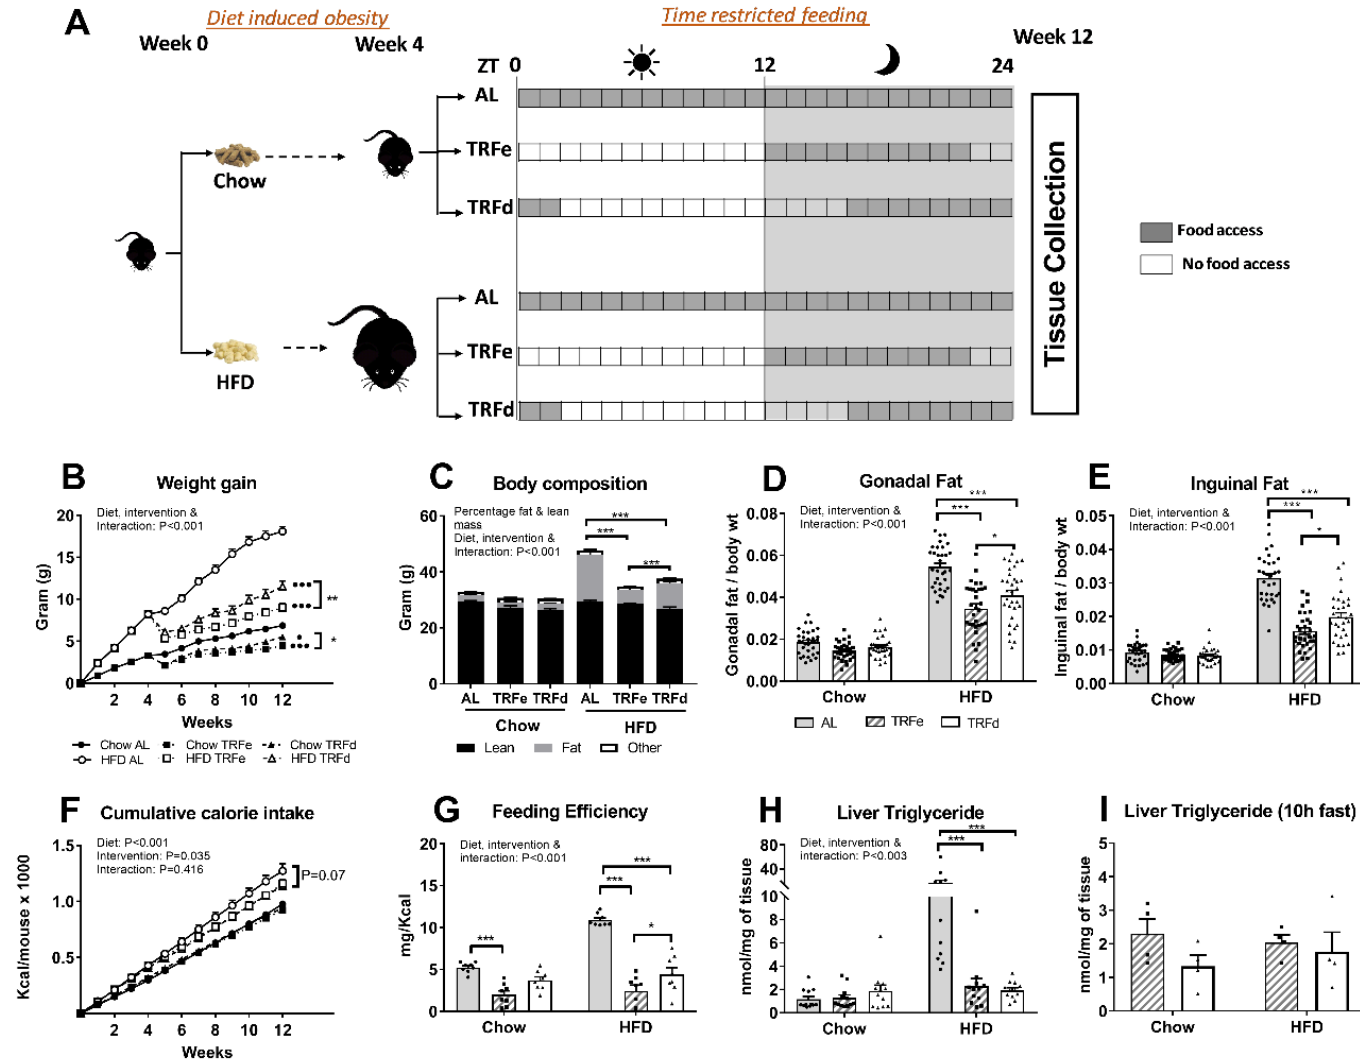 A
Diet induced obesity
Time restricted feeding
Week 0
Week 4
Week 12
ZT 0
12
24
AL
TRFe
TRFd
Chow
AL
TRFe
TRFd
HFD
Tissue Collection
Food access
No food access
B
Weight gain
Diet, intervention &
Interaction: P<0.001
Gram (g)
20
15
10
5
0
2 4 6 8 10 12
Weeks
**
*
Chow AL
Chow TRFe
Chow TRFd
HFD AL
HFD TRFe
HFD TRFd
C
Body composition
Percentage fat & lean
mass
Diet, intervention &
Interaction: P<0.001
***
***
***
Gram (g)
60
40
20
0
AL TRFe TRFd AL TRFe TRFd
Chow
HFD
Lean
Fat
Other
D
Gonadal Fat
Diet, intervention &
Interaction: P<0.001
***
***
*
Gonadal fat / body wt
0.08
0.06
0.04
0.02
0.00
Chow
HFD
AL
TRFe
TRFd
E
Inguinal Fat
Diet, intervention &
Interaction: P<0.001
***
***
*
Inguinal fat / body wt
0.05
0.04
0.03
0.02
0.01
0.00
Chow
HFD
F
Cumulative calorie intake
Diet: P<0.001
Intervention: P=0.035
Interaction: P=0.416
P=0.07
Kcal/mouse x 1000
1.5
1.0
0.5
2 4 6 8 10 12
Weeks
G
Feeding Efficiency
Diet, intervention &
interaction: P<0.001
***
***
***
*
mg/Kcal
20
15
10
5
0
Chow
HFD
H
Liver Triglyceride
Diet, intervention &
interaction: P<0.003
***
***
nmol/mg of tissue
80
40
10
8
6
4
2
0
Chow
HFD
I
Liver Triglyceride (10h fast)
nmol/mg of tissue
5
4
3
2
1
0
Chow
HFD